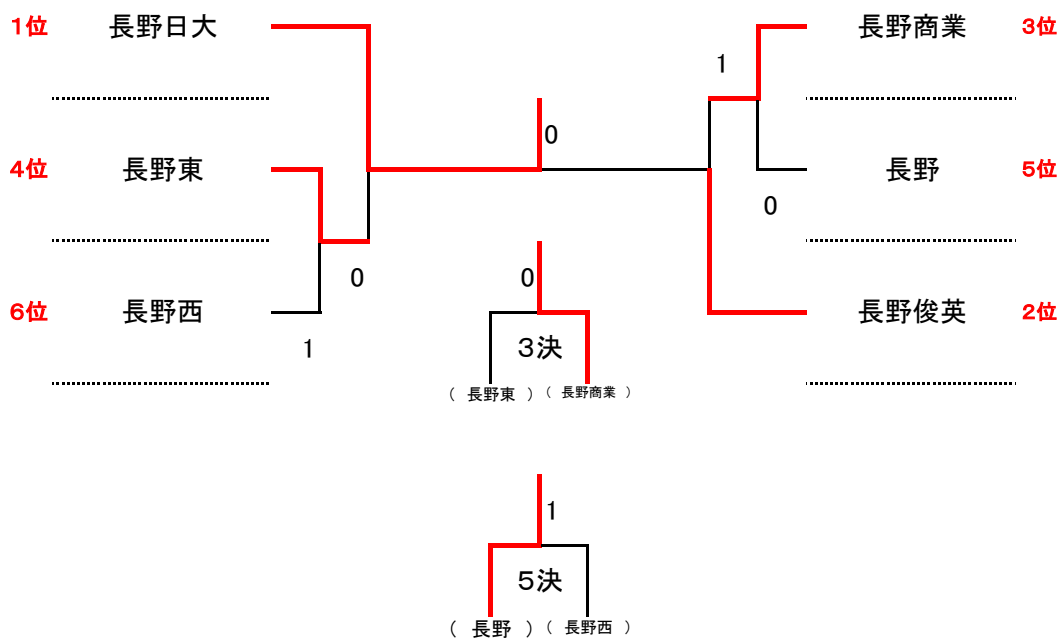 1位 長野日大 長野商業 3位
1
0
4位 長野東 長野 5位
0
0 0
6位 長野西 長野俊英 2位
1 3決
( 長野東 ) ( 長野商業 )
1
5決
( 長野 ) ( 長野西 )